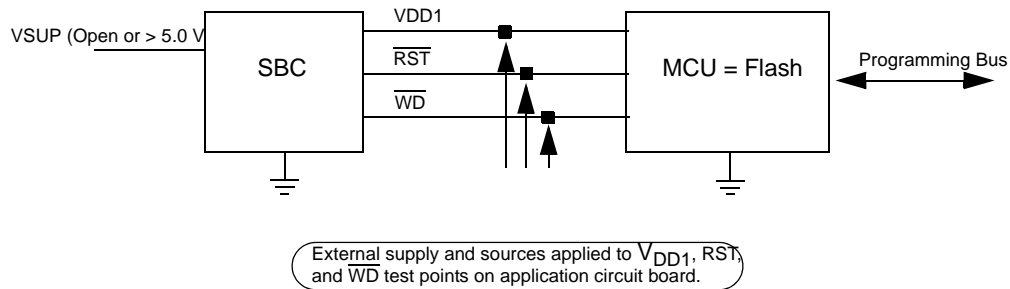 VDD1
VSUP (Open or > 5.0 V
RST
SBC
MCU = Flash
Programming Bus
WD
External supply and sources applied to VDD1, RST,
and WD test points on application circuit board.